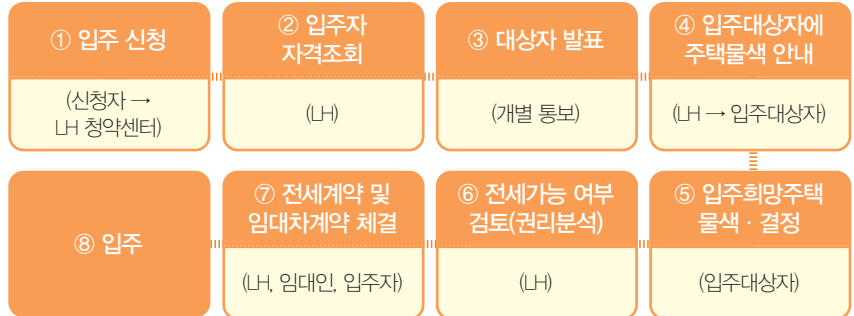 ① 입주 신청
(신청자 →
LH 청약센터)
② 입주자
자격조회
(LH)
③ 대상자 발표
(개별 통보)
④ 입주대상자에
주택물색 안내
(LH → 입주대상자)
⑤ 입주희망주택
물색 · 결정
(입주대상자)
⑥ 전세가능 여부
검토(권리분석)
(LH)
⑦ 전세계약 및
임대차계약 체결
(LH, 임대인, 입주자)
⑧ 입주